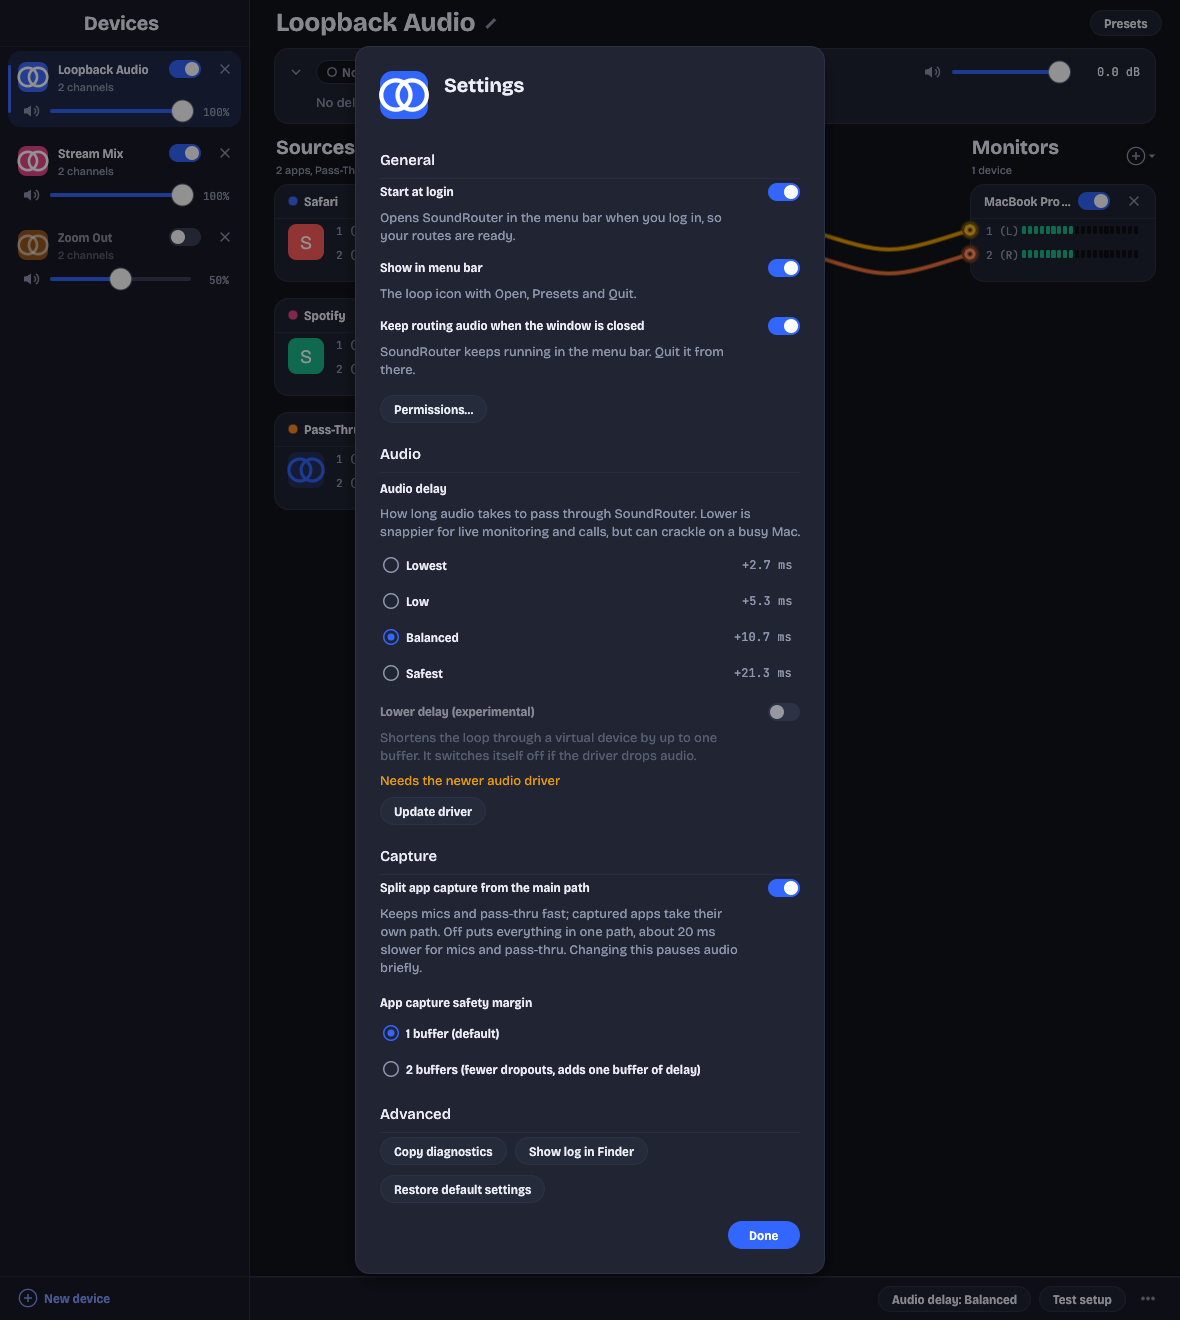 Devices
Loopback Audio
2 channels
100%
Stream Mix
2 channels
100%
Zoom Out
2 channels
50%
New device
Loopback Audio
Presets
No del
0.0 dB
Sources
2 apps, Pass-Th
Safari
S
1 (
2 (
Spotify
S
1 (
2 (
Pass-Thr
1 (
2 (
Monitors
1 device
MacBook Pro...
1 (L)
2 (R)
Settings
General
Start at login
Opens SoundRouter in the menu bar when you log in, so
your routes are ready.
Show in menu bar
The loop icon with Open, Presets and Quit.
Keep routing audio when the window is closed
SoundRouter keeps running in the menu bar. Quit it from
there.
Permissions...
Audio
Audio delay
How long audio takes to pass through SoundRouter. Lower is
snappier for live monitoring and calls, but can crackle on a busy Mac.
Lowest +2.7 ms
Low +5.3 ms
Balanced +10.7 ms
Safest +21.3 ms
Lower delay (experimental)
Shortens the loop through a virtual device by up to one
buffer. It switches itself off if the driver drops audio.
Needs the newer audio driver
Update driver
Capture
Split app capture from the main path
Keeps mics and pass-thru fast; captured apps take their
own path. Off puts everything in one path, about 20 ms
slower for mics and pass-thru. Changing this pauses audio
briefly.
App capture safety margin
1 buffer (default)
2 buffers (fewer dropouts, adds one buffer of delay)
Advanced
Copy diagnostics
Show log in Finder
Restore default settings
Done
Audio delay: Balanced
Test setup